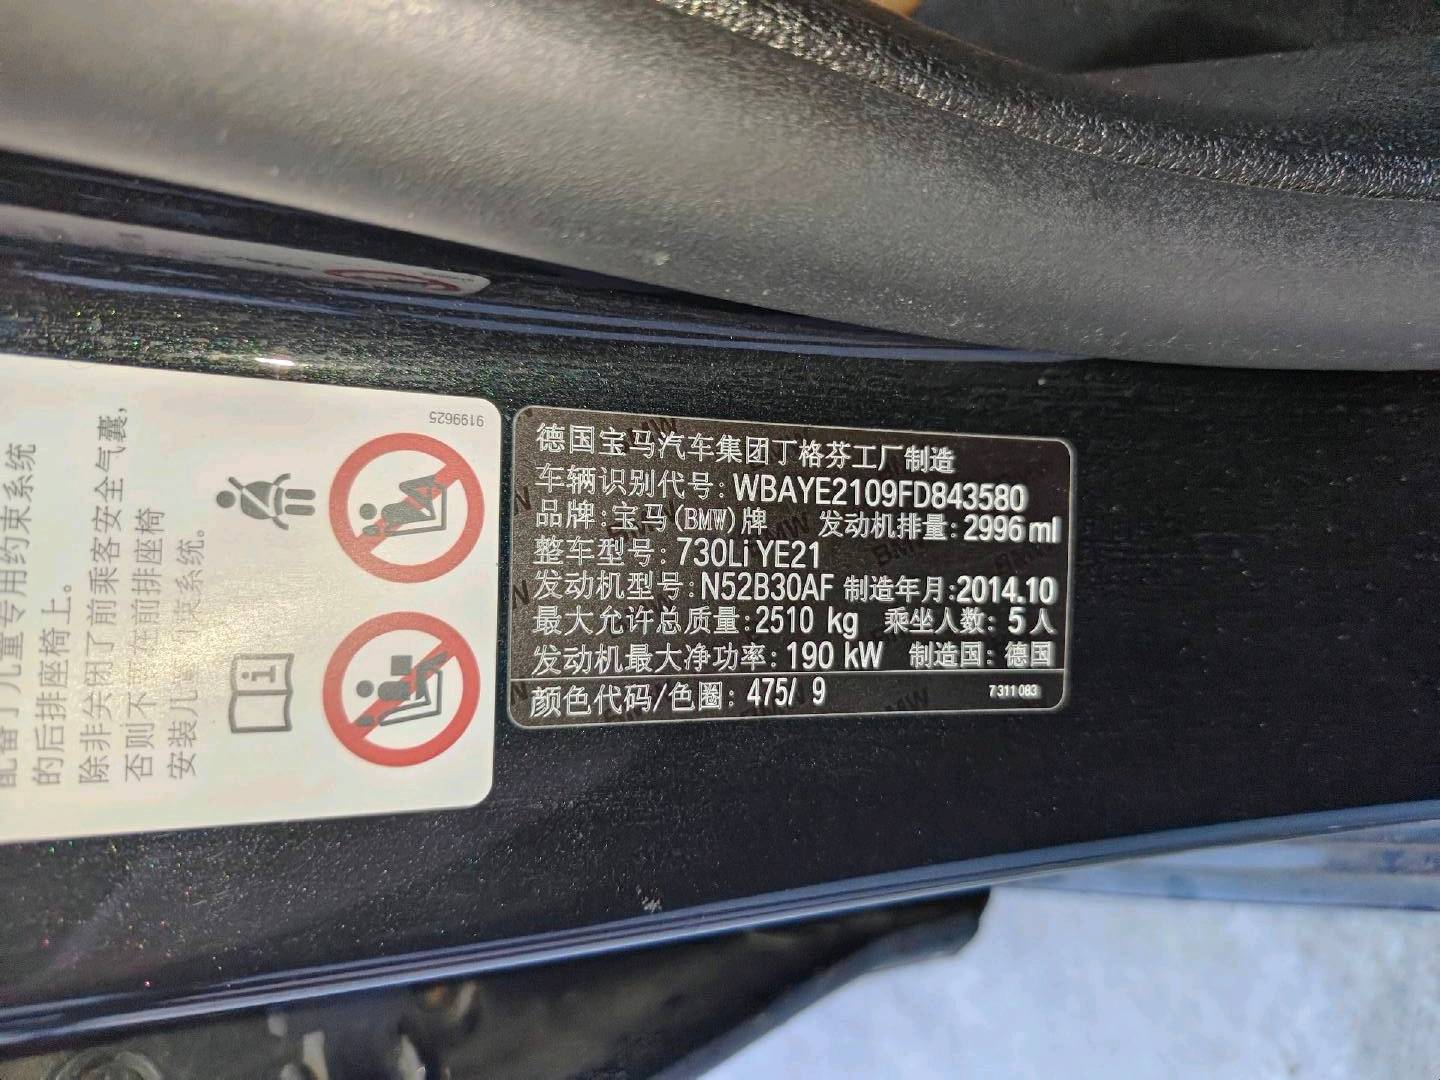 9199625
的后排座椅上。
除非关闭了前乘客安全气囊，
否则不要在前排座椅
德国宝马汽车集团丁格芬工厂制造
车辆识别代号: WBAYE2109FD843580
品牌: 宝马(BMW)牌 发动机排量: 2996 ml
整车型号: 730Li YE21
发动机型号: N52B30AF 制造年月: 2014.10
最大允许总质量: 2510 kg 乘坐人数: 5 人
发动机最大净功率: 190 kW 制造国: 德国
颜色代码/色圈: 475/ 9 7 311 083